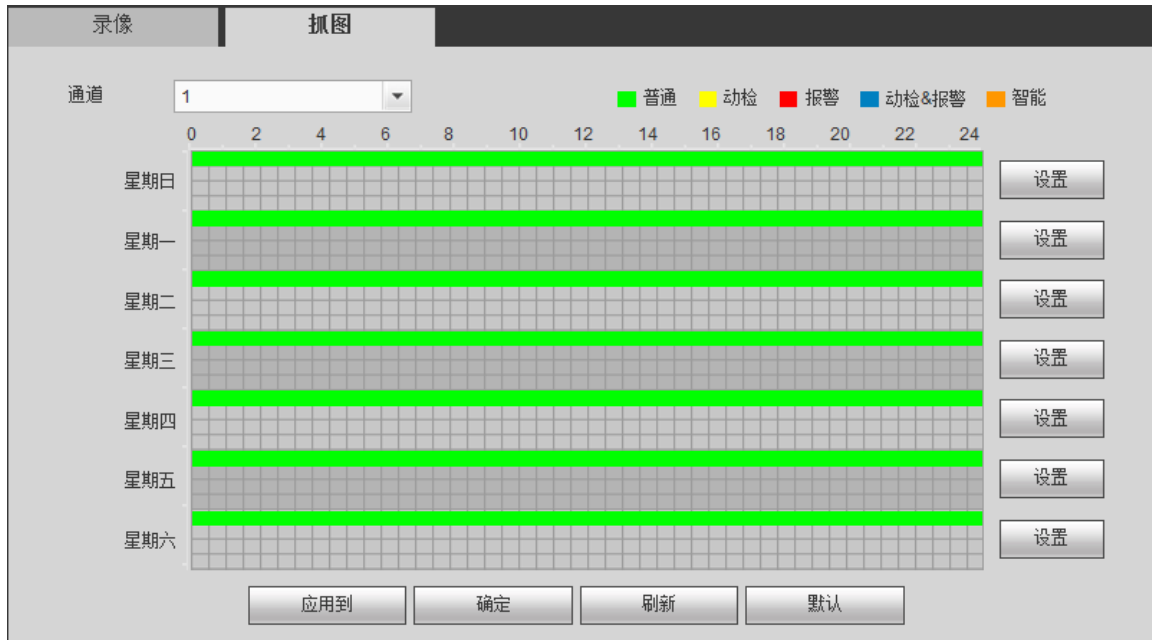 录像 抓图
通道 1 普通 动检 报警 动检&报警 智能
0 2 4 6 8 10 12 14 16 18 20 22 24
星期日 设置
星期一 设置
星期二 设置
星期三 设置
星期四 设置
星期五 设置
星期六 设置
应用到 确定 刷新 默认